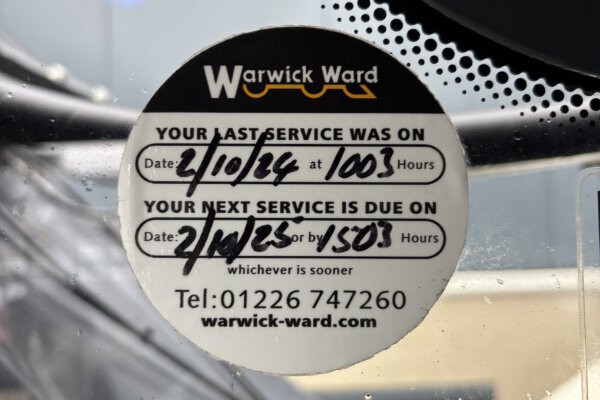 Warwick Ward
YOUR LAST SERVICE WAS ON
Date: 2/10/24 at 1003 Hours
YOUR NEXT SERVICE IS DUE ON
Date: 2/10/25 or by 1503 Hours
whichever is sooner
Tel:01226 747260
warwick-ward.com